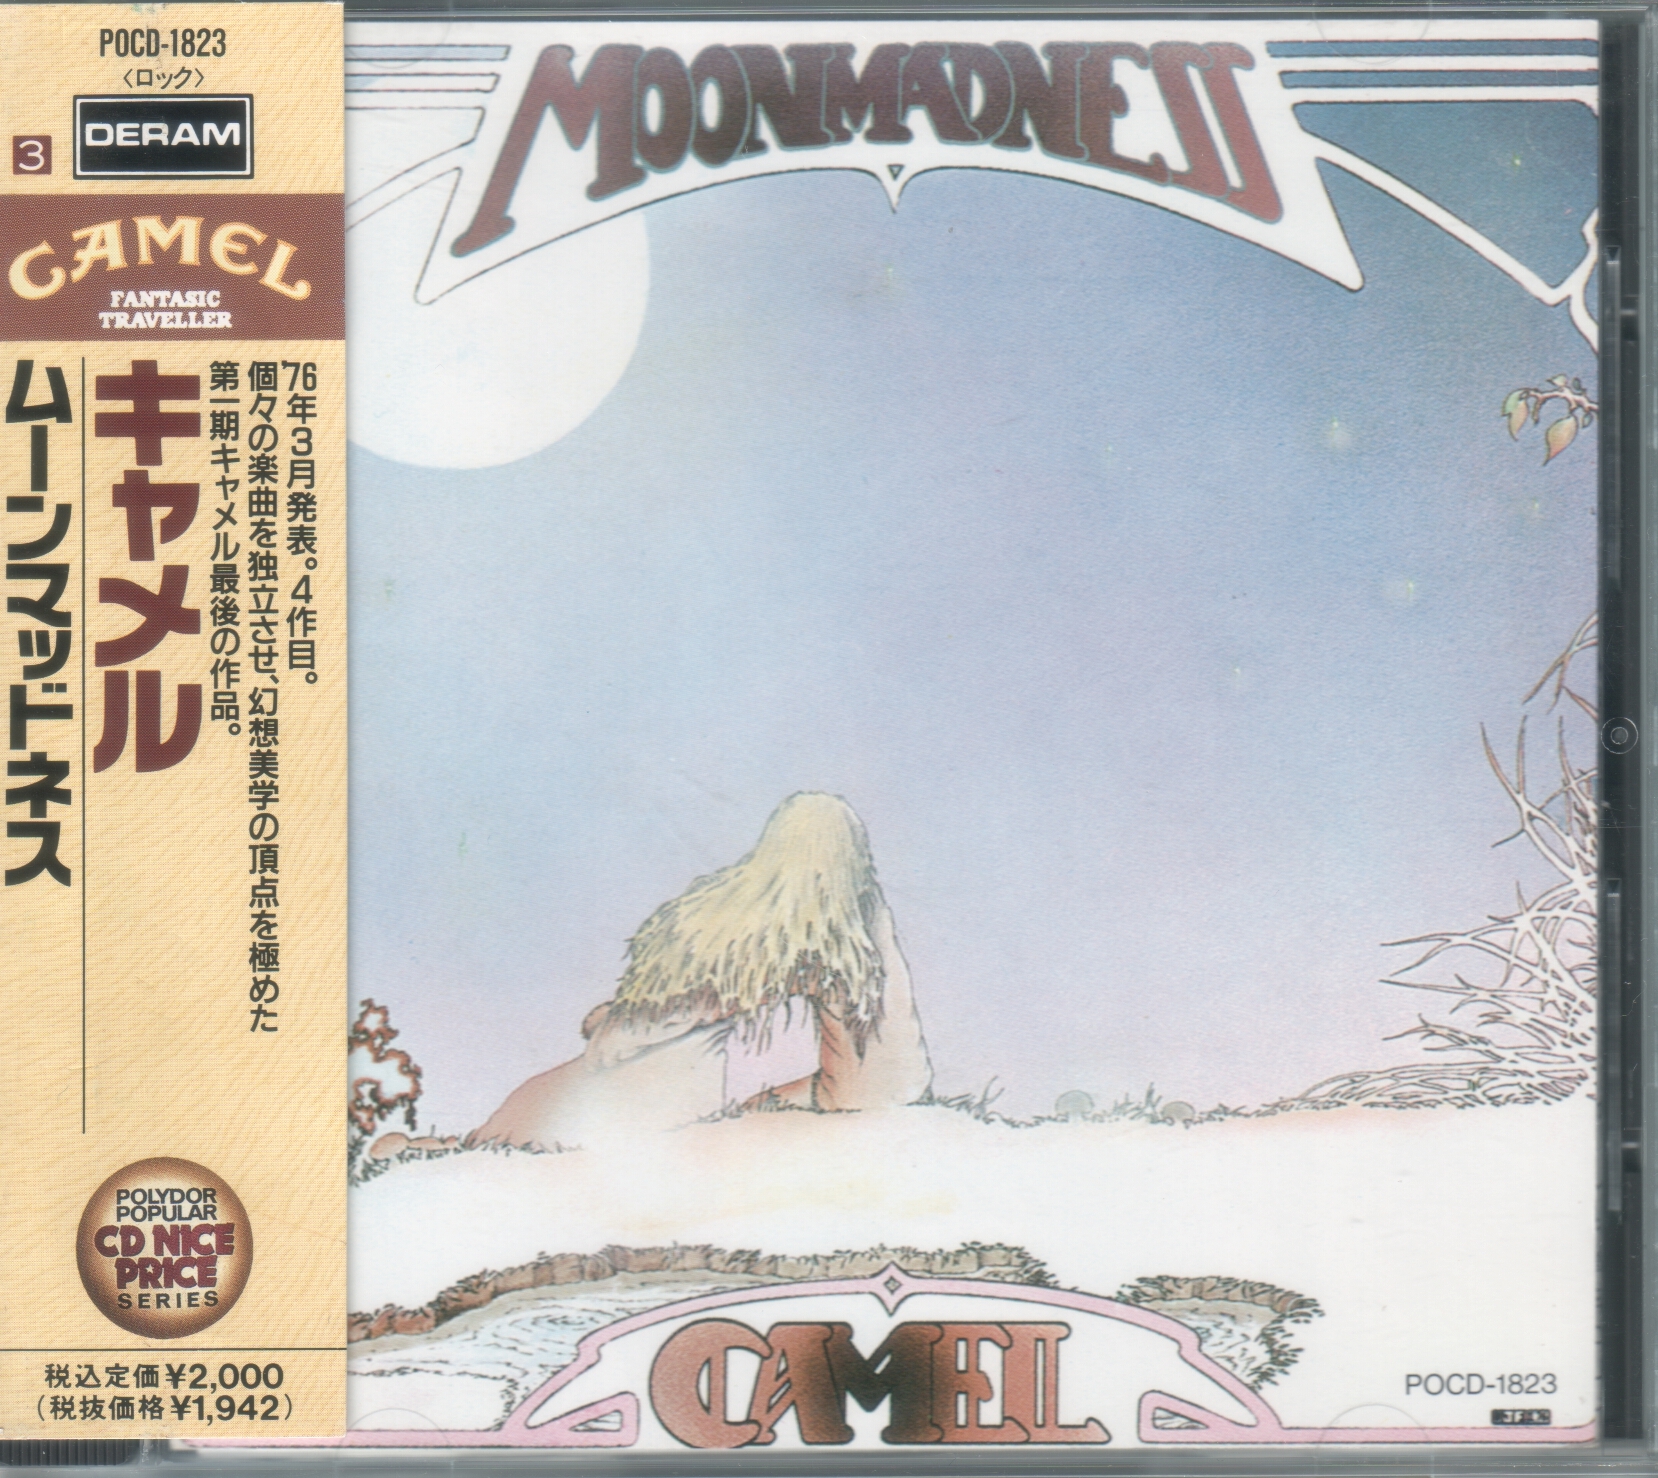 POCD-1823
〈ロック〉
DERAM
3
CAMEL
FANTASIC
TRAVELLER
'76年3月発表。4作目。
個々の楽曲を独立させ、幻想美学の頂点を極めた
第一期キャメル最後の作品。
キャメル
ムーンマッドネス
POLYDOR
POPULAR
CD NICE
PRICE
SERIES
税込定価¥2,000
(税抜価格¥1,942)
MOONMADNESS
CAMEL
POCD-1823